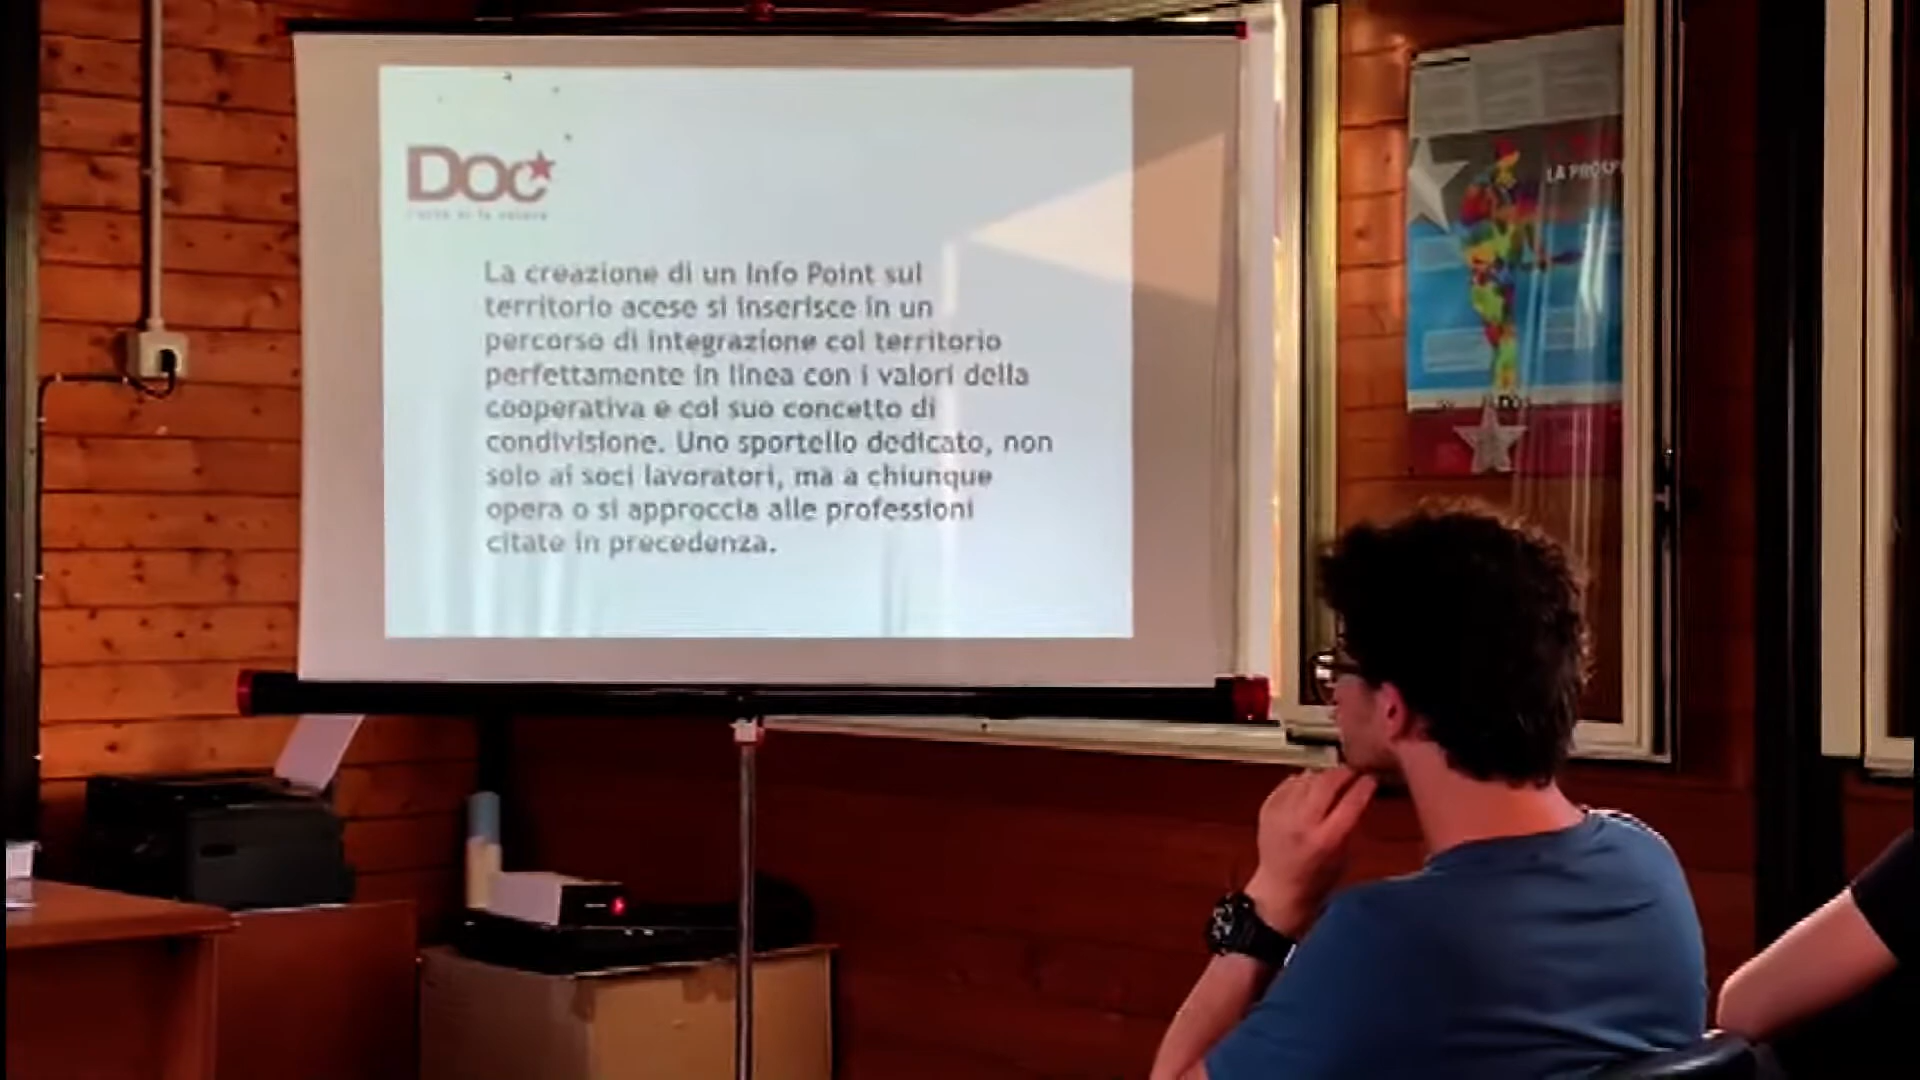 Doc
La creazione di un Info Point sul
territorio acese si inserisce in un
percorso di integrazione col territorio
perfettamente in linea con i valori della
cooperativa e col suo concetto di
condivisione. Uno sportello dedicato, non
solo ai soci lavoratori, ma a chiunque
opera o si approccia alle professioni
citate in precedenza.
LA PROSP